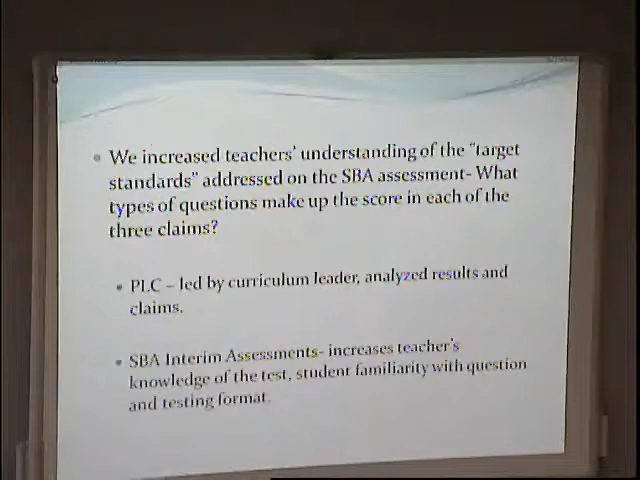 • We increased teachers' understanding of the "target
standards" addressed on the SBA assessment- What
types of questions make up the score in each of the
three claims?
• PLC – led by curriculum leader, analyzed results and
claims.
• SBA Interim Assessments- increases teacher's
knowledge of the test, student familiarity with question
and testing format.